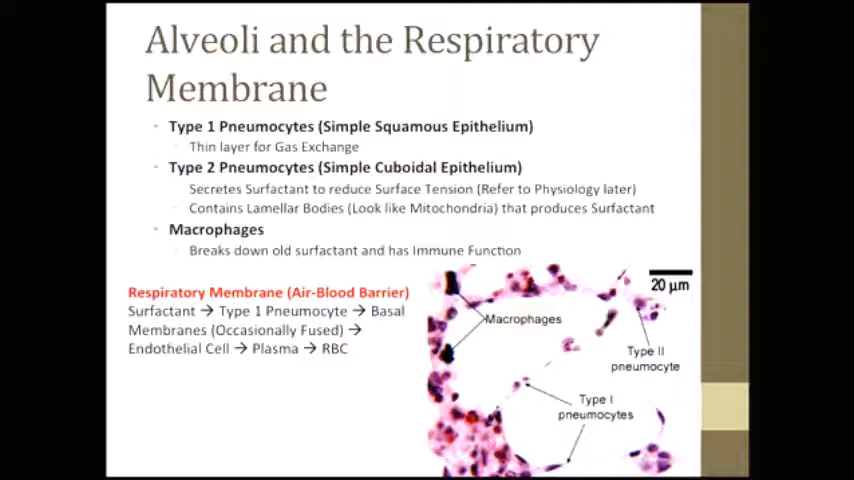 Alveoli and the Respiratory
Membrane
Type 1 Pneumocytes (Simple Squamous Epithelium)
Thin layer for Gas Exchange
Type 2 Pneumocytes (Simple Cuboidal Epithelium)
Secretes Surfactant to reduce Surface Tension (Refer to Physiology later)
Contains Lamellar Bodies (Look like Mitochondria) that produces Surfactant
Macrophages
Breaks down old surfactant and has Immune Function
Respiratory Membrane (Air-Blood Barrier)
Surfactant → Type 1 Pneumocyte → Basal
Membranes (Occasionally Fused) →
Endothelial Cell → Plasma → RBC
20 µm
Macrophages
Type II
pneumocyte
Type I
pneumocytes